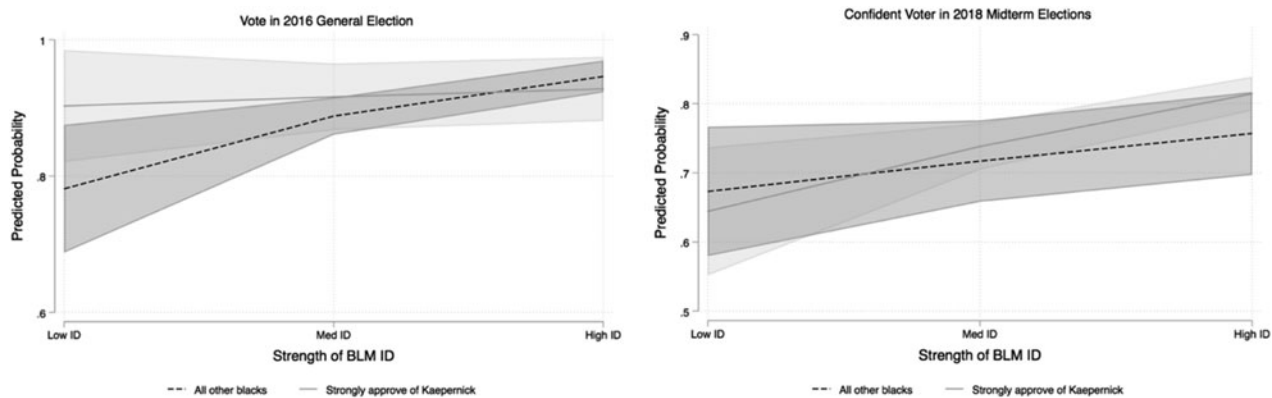 Vote in 2016 General Election
1
.8
.6
Predicted Probability
Low ID
Med ID
High ID
Strength of BLM ID
All other blacks
Strongly approve of Kaepernick
Confident Voter in 2018 Midterm Elections
.9
.8
.7
.6
.5
Predicted Probability
Low ID
Med ID
High ID
Strength of BLM ID
All other blacks
Strongly approve of Kaepernick